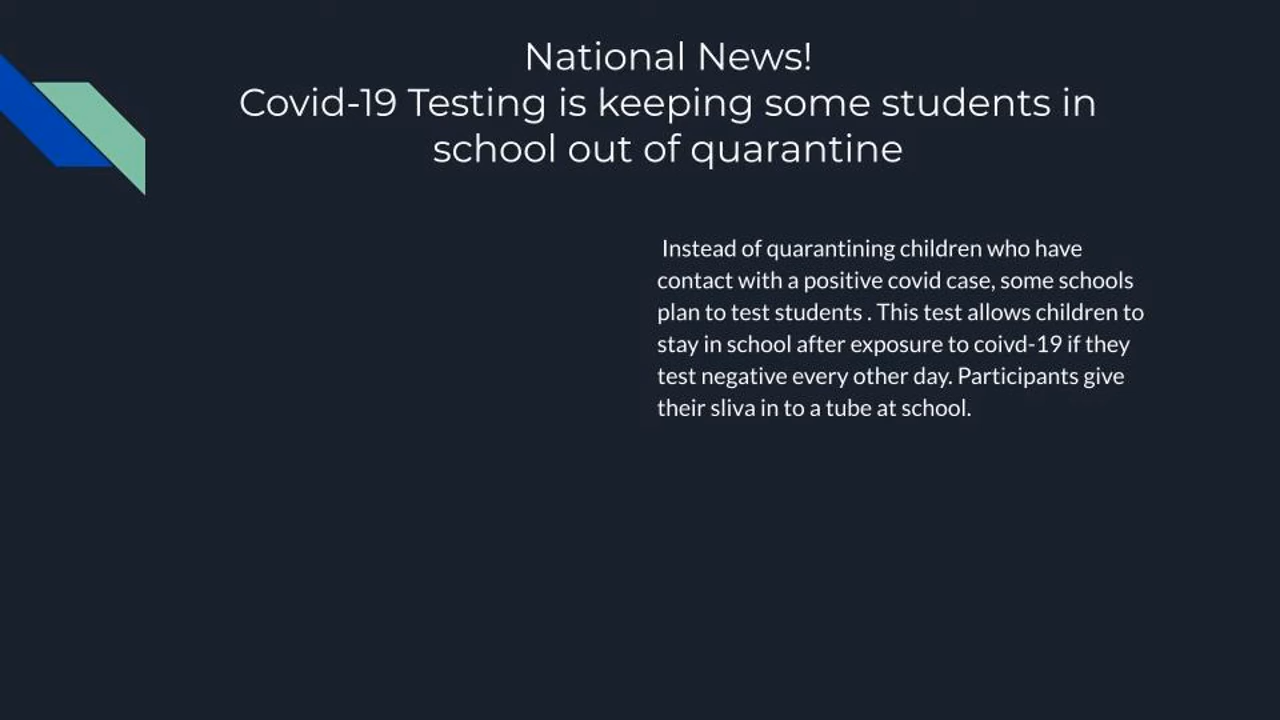 National News!
Covid-19 Testing is keeping some students in
school out of quarantine
Instead of quarantining children who have
contact with a positive covid case, some schools
plan to test students . This test allows children to
stay in school after exposure to coivd-19 if they
test negative every other day. Participants give
their sliva in to a tube at school.